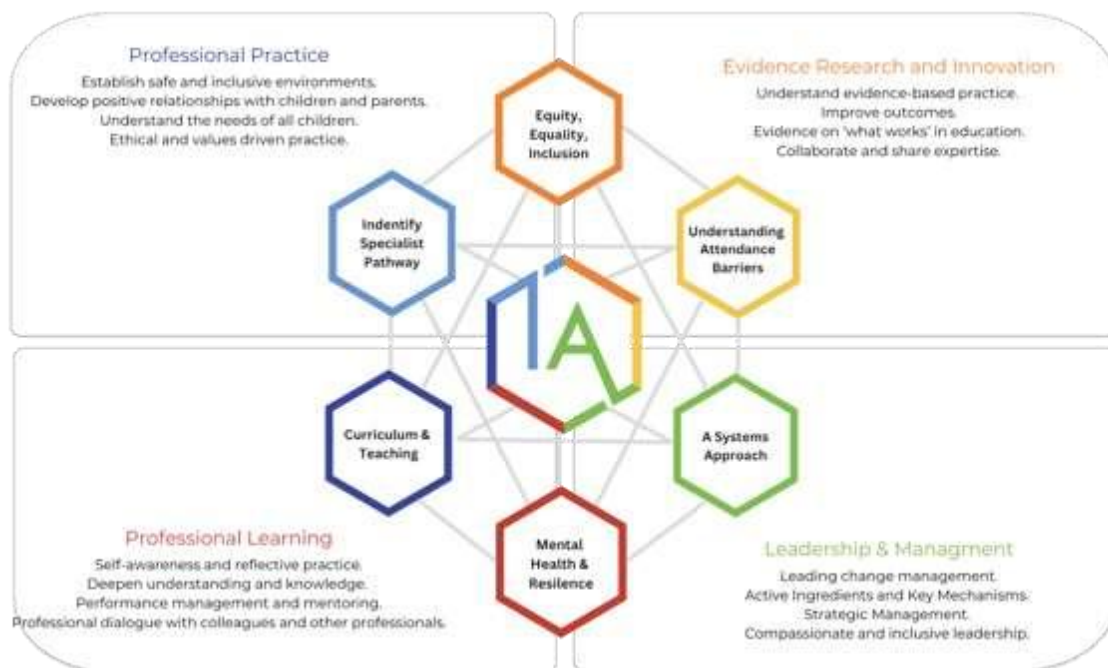 Professional Practice
Establish safe and inclusive environments.
Develop positive relationships with children and parents.
Understand the needs of all children.
Ethical and values driven practice.
Evidence Research and Innovation
Understand evidence-based practice.
Improve outcomes.
Evidence on 'what works' in education.
Collaborate and share expertise.
Equity,
Equality,
Inclusion
Indentify
Specialist
Pathway
Understanding
Attendance
Barriers
1A
Curriculum &
Teaching
A Systems
Approach
Mental
Health &
Resilence
Professional Learning
Self-awareness and reflective practice.
Deepen understanding and knowledge.
Performance management and mentoring.
Professional dialogue with colleagues and other professionals.
Leadership & Managment
Leading change management.
Active Ingredients and Key Mechanisms.
Strategic Management.
Compassionate and inclusive leadership.